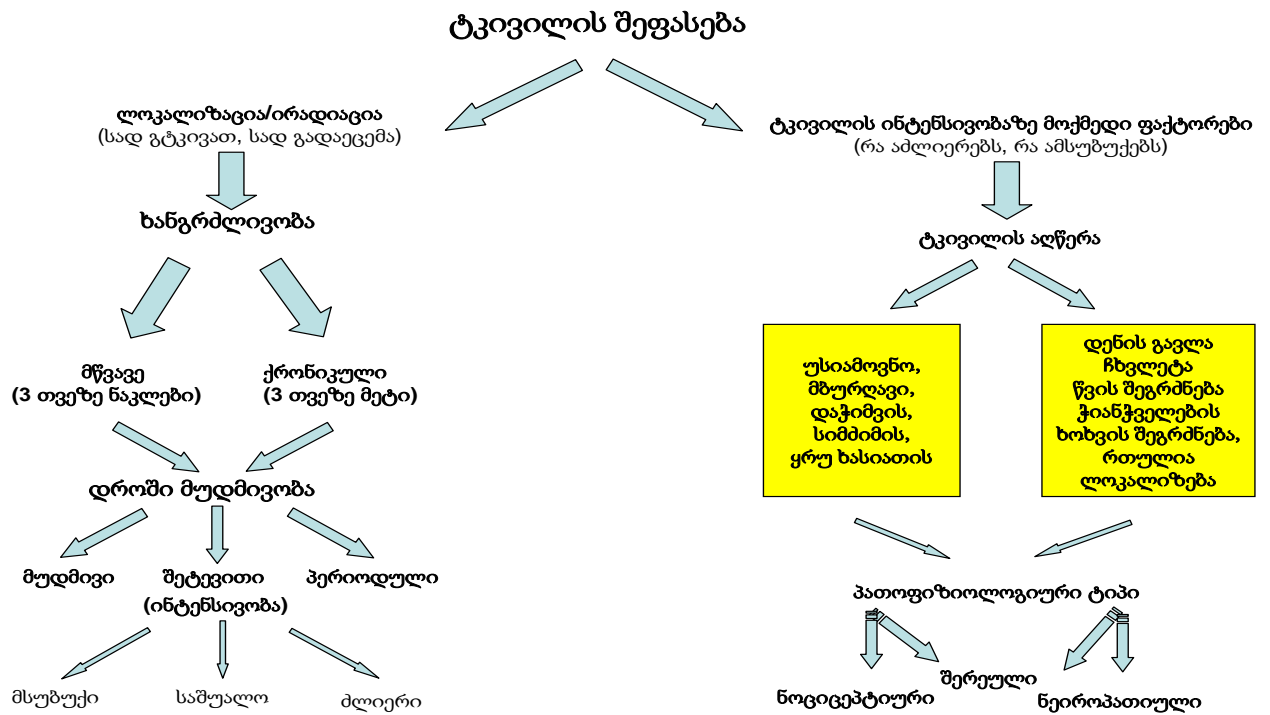 ტკივილის შეფასება
ლოკალიზაცია/ირადიაცია
(სად გტკივათ, სად გადაეცემა)
ხანგრძლივობა
მწვავე
(3 თვეზე ნაკლები)
ქრონიკული
(3 თვეზე მეტი)
დროში მუდმივობა
მუდმივი
შეტევითი
(ინტენსივობა)
პერიოდული
მსუბუქი
საშუალო
ძლიერი
ტკივილის ინტენსივობაზე მოქმედი ფაქტორები
(რა აძლიერებს, რა ამსუბუქებს)
ტკივილის აღწერა
უსიამოვნო,
მბურღავი,
დაჭიმვის,
სიმძიმის,
ყრუ ხასიათის
დენის გავლა
ჩხვლეტა
წვის შეგრძნება
ჭიანჭველების
ხოხვის შეგრძნება,
რთულია
ლოკალიზება
პათოფიზიოლოგიური ტიპი
ნოციცეპტიური
შერეული
ნეიროპათიული